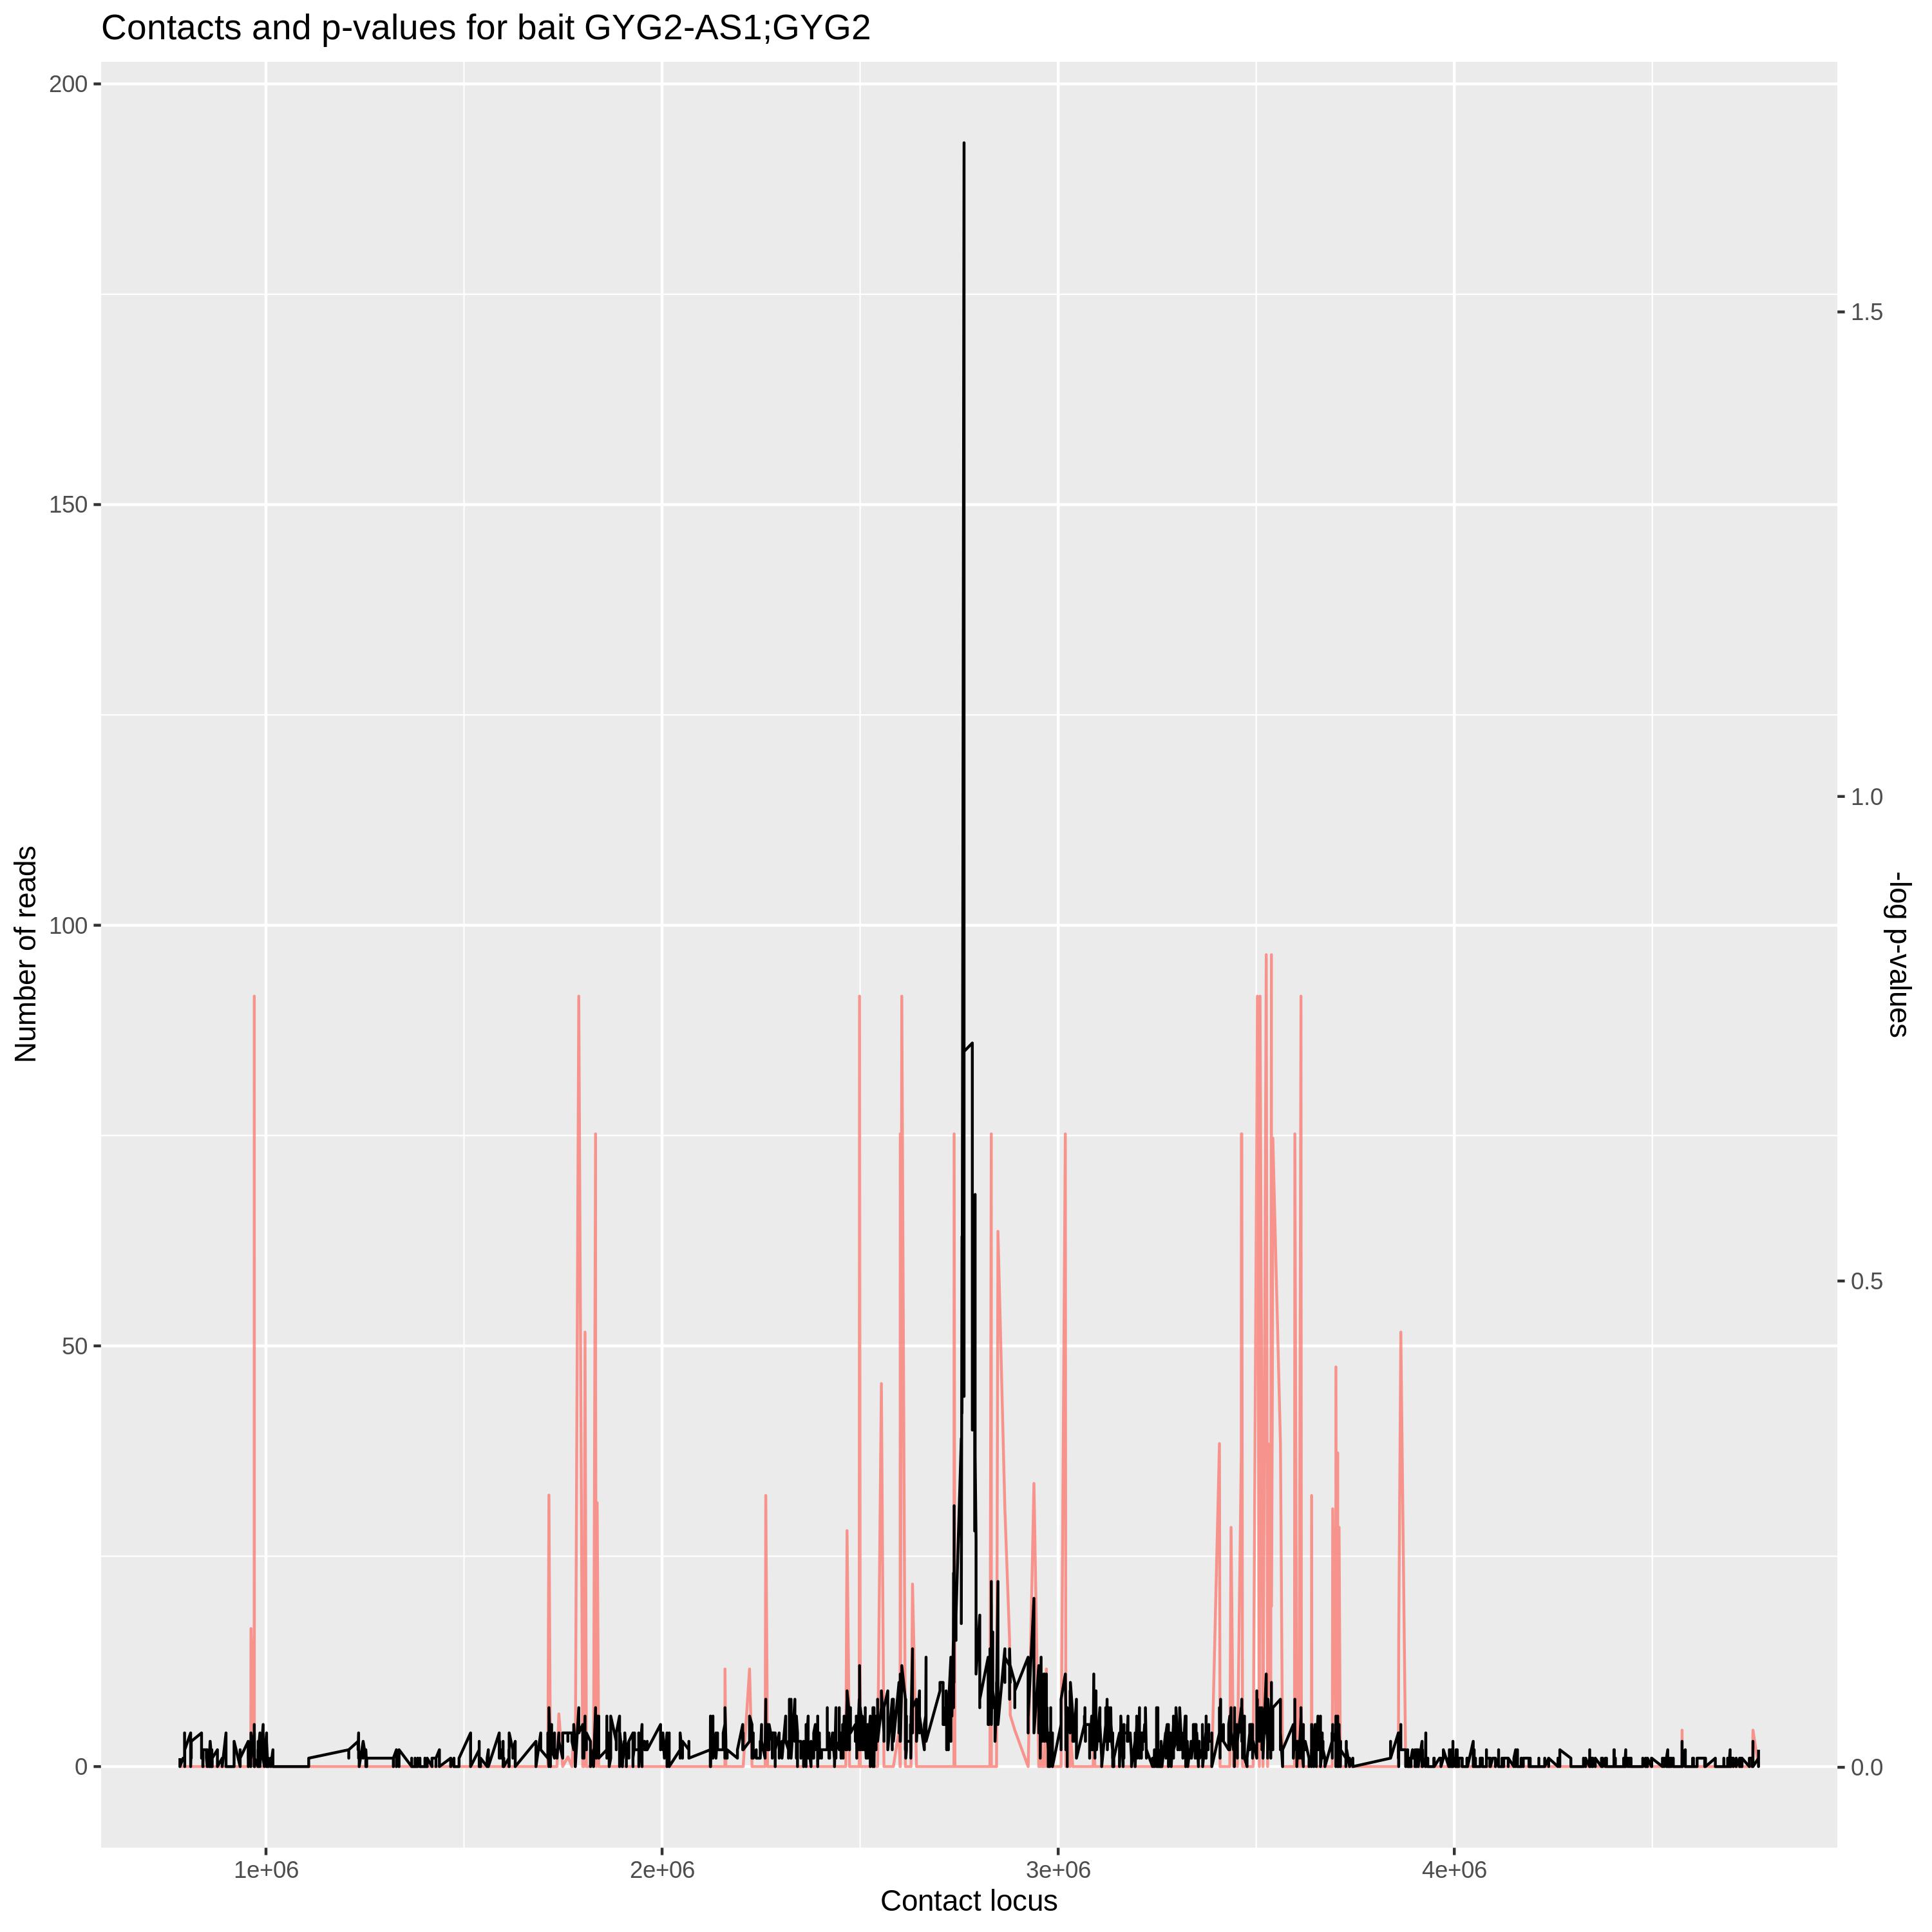 Contacts and p-values for bait GYG2-AS1;GYG2
200
150
100
50
0
Number of reads
1.5
1.0
0.5
0.0
-log p-values
1e+06
2e+06
3e+06
4e+06
Contact locus